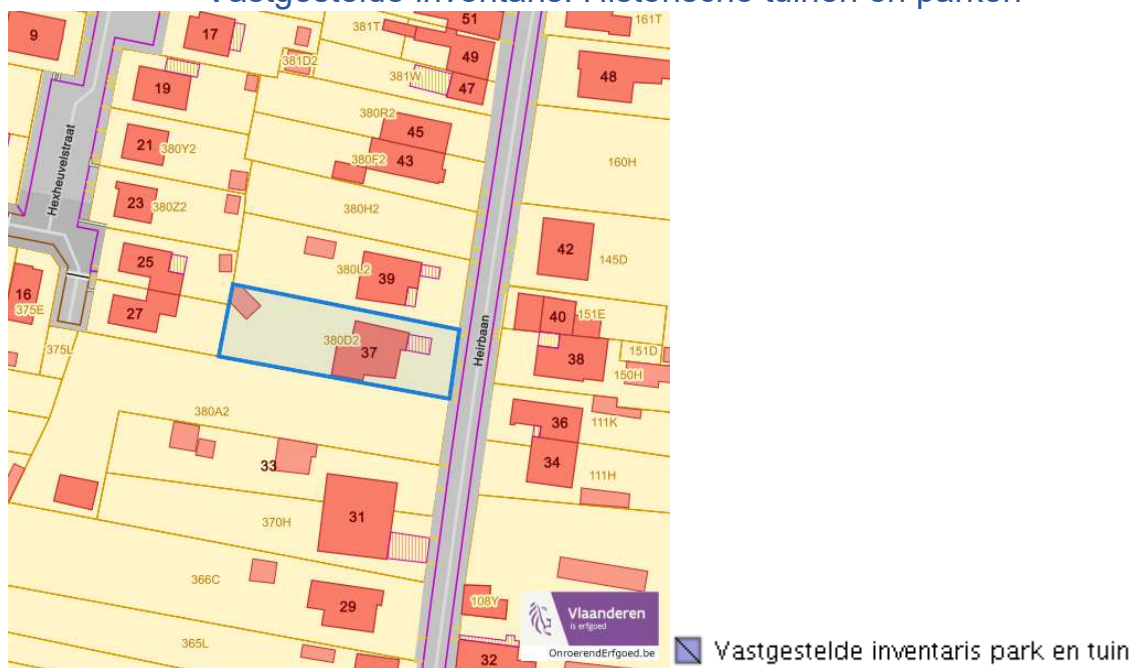 Vastgestelde inventaris: Historische tuinen en parken
9
17
381T
51
161T
49
381D2
381W
47
48
19
380R2
45
21
380Y2
380F2
43
160H
Hexheuvelstraat
23
380Z2
380H2
42
145D
25
380L2
39
16
375E
27
40
151E
380D2
37
Heirbaan
38
151D
375L
150H
380A2
36
111K
33
34
111H
31
370H
366C
29
108Y
365L
32
Vlaanderen
is erfgoed
OnroerendErfgoed.be
Vastgestelde inventaris park en tuin